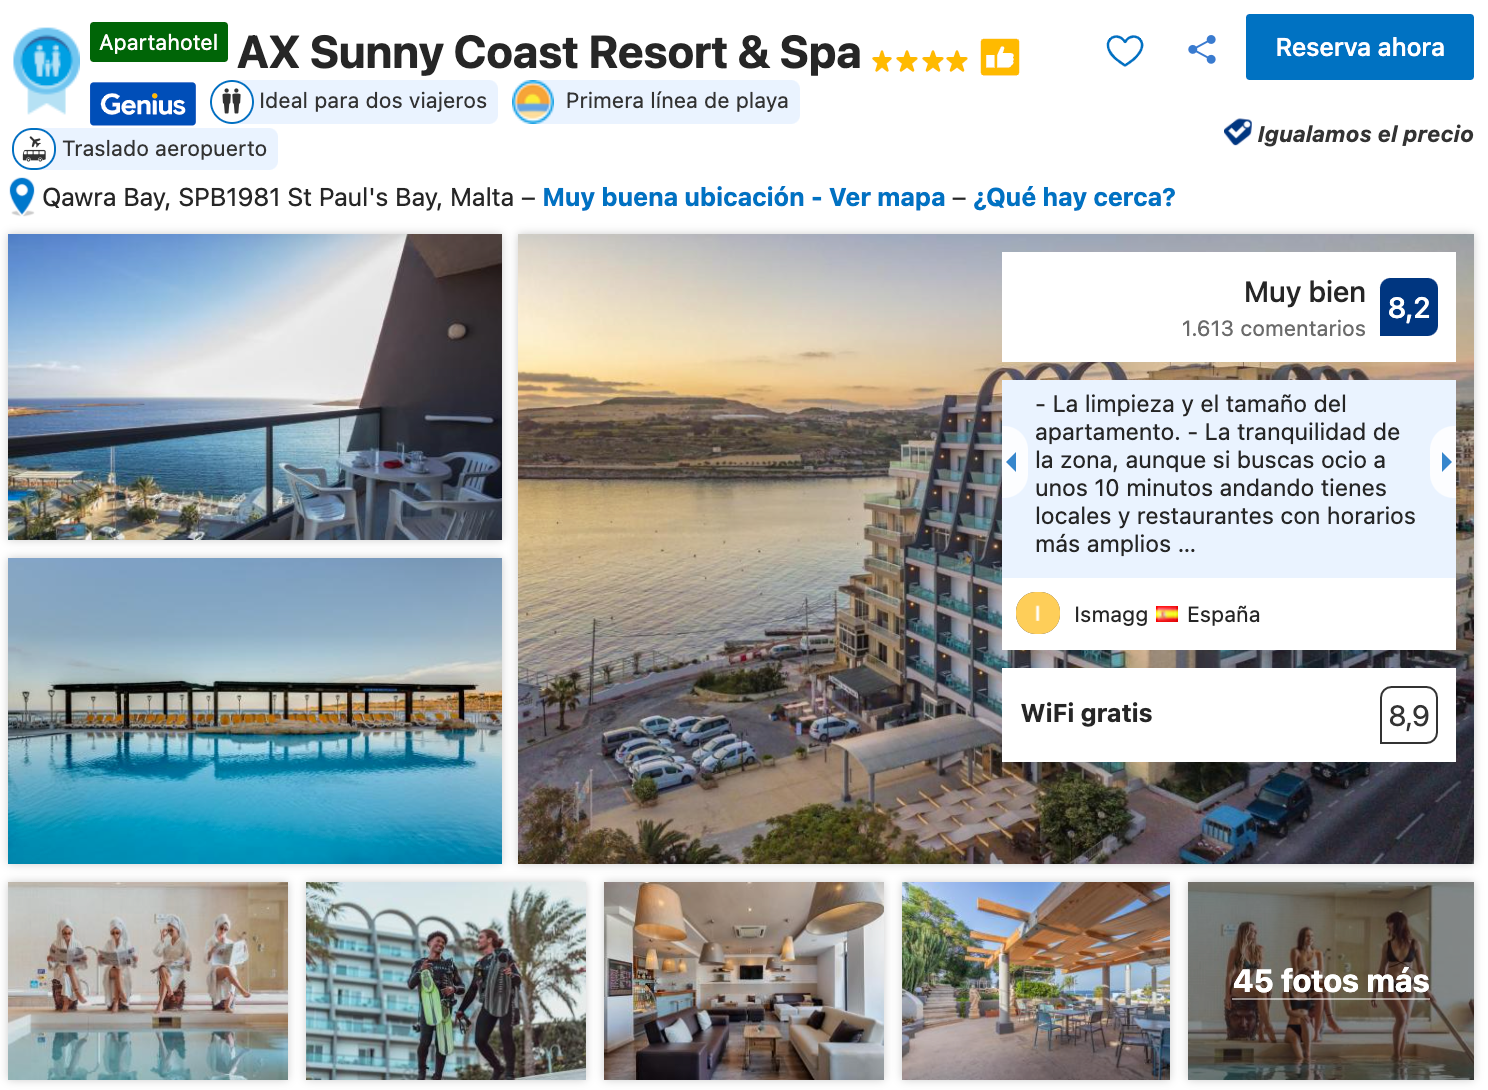 Apartahotel
AX Sunny Coast Resort & Spa
Reserva ahora
Genius
Ideal para dos viajeros
Primera línea de playa
Igualamos el precio
Traslado aeropuerto
Qawra Bay, SPB1981 St Paul's Bay, Malta – Muy buena ubicación - Ver mapa – ¿Qué hay cerca?
Muy bien
8,2
1.613 comentarios
- La limpieza y el tamaño del
apartamento. - La tranquilidad de
la zona, aunque si buscas ocio a
unos 10 minutos andando tienes
locales y restaurantes con horarios
más amplios ...
I
Ismagg
España
WiFi gratis
8,9
45 fotos más